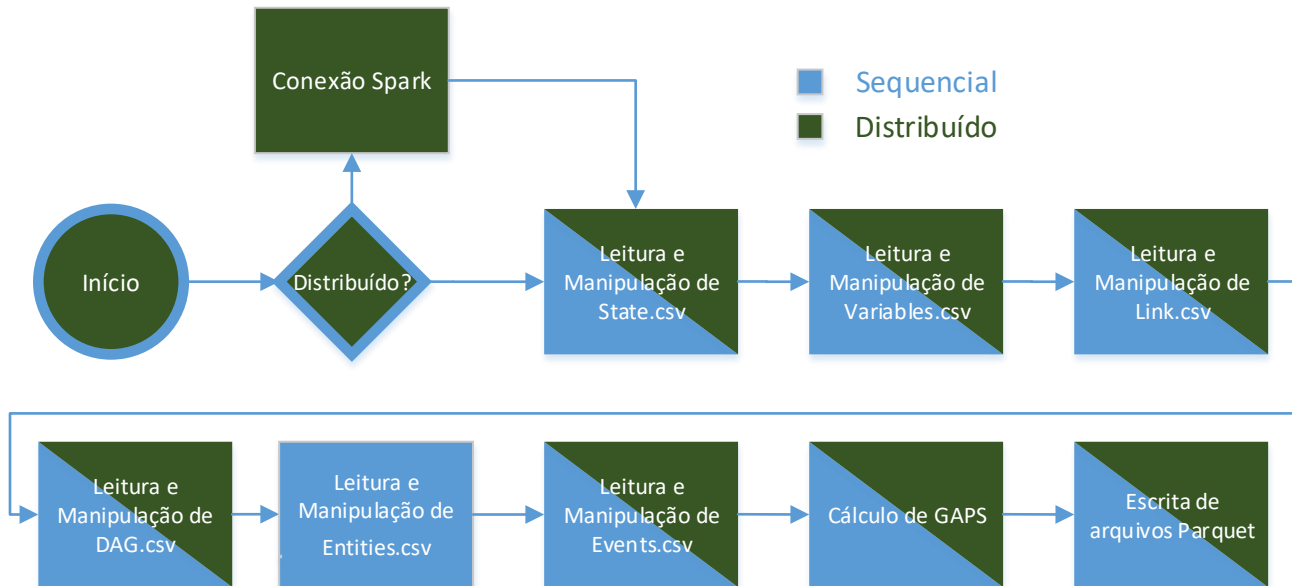 Conexão Spark
Sequencial
Distribuído
Início
Distribuído?
Leitura e
Manipulação de
State.csv
Leitura e
Manipulação de
Variables.csv
Leitura e
Manipulação de
Link.csv
Leitura e
Manipulação de
DAG.csv
Leitura e
Manipulação de
Entities.csv
Leitura e
Manipulação de
Events.csv
Cálculo de GAPS
Escrita de
arquivos Parquet